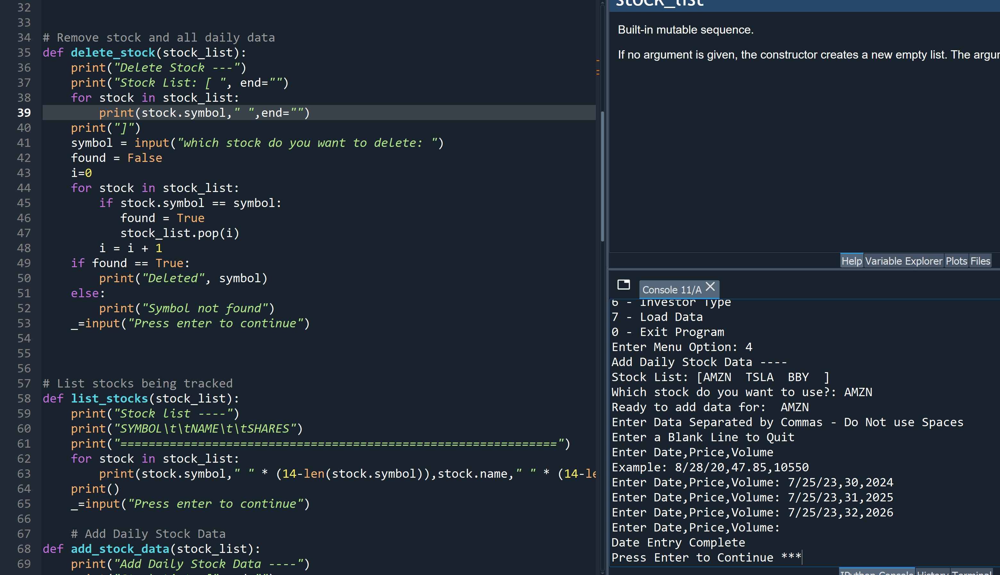 32
33
34 # Remove stock and all daily data
35 def delete_stock(stock_list):
36     print("Delete Stock ---")
37     print("Stock List: [ ", end="")
38     for stock in stock_list:
39         print(stock.symbol," ",end="")
40     print("]")
41     symbol = input("which stock do you want to delete: ")
42     found = False
43     i=0
44     for stock in stock_list:
45         if stock.symbol == symbol:
46            found = True
47            stock_list.pop(i)
48         i = i + 1
49     if found == True:
50         print("Deleted", symbol)
51     else:
52         print("Symbol not found")
53     _=input("Press enter to continue")
54
55
56
57 # List stocks being tracked
58 def list_stocks(stock_list):
59     print("Stock list ----")
60     print("SYMBOL\t\tNAME\t\tSHARES")
61     print("==============================================================")
62     for stock in stock_list:
63         print(stock.symbol," " * (14-len(stock.symbol)),stock.name," " * (14-le
64     print()
65     _=input("Press enter to continue")
66
67     # Add Daily Stock Data
68 def add_stock_data(stock_list):
69     print("Add Daily Stock Data ----")
stock_list
Built-in mutable sequence.
If no argument is given, the constructor creates a new empty list. The argu
Help Variable Explorer Plots Files
Console 11/A
6 - Investor Type
7 - Load Data
0 - Exit Program
Enter Menu Option: 4
Add Daily Stock Data ----
Stock List: [AMZN  TSLA  BBY  ]
Which stock do you want to use?: AMZN
Ready to add data for:  AMZN
Enter Data Separated by Commas - Do Not use Spaces
Enter a Blank Line to Quit
Enter Date,Price,Volume
Example: 8/28/20,47.85,10550
Enter Date,Price,Volume: 7/25/23,30,2024
Enter Date,Price,Volume: 7/25/23,31,2025
Enter Date,Price,Volume: 7/25/23,32,2026
Enter Date,Price,Volume:
Date Entry Complete
Press Enter to Continue ***
IPython Console History Terminal